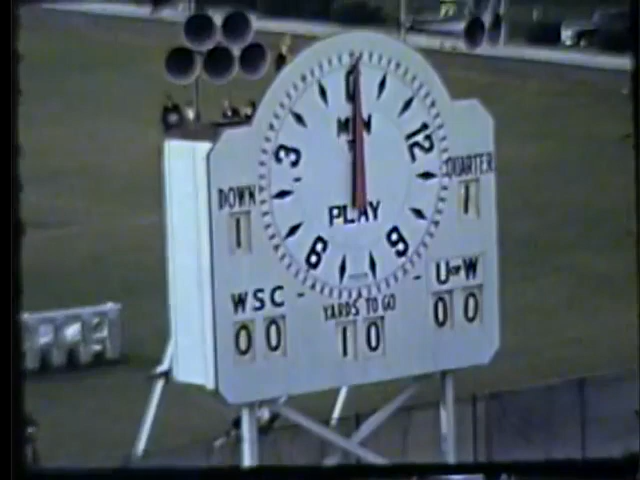 0
MIN
TO
PLAY
12
3
9
6
DOWN
1
QUARTER
1
WSC
00
YARDS TO GO
10
U OF W
00